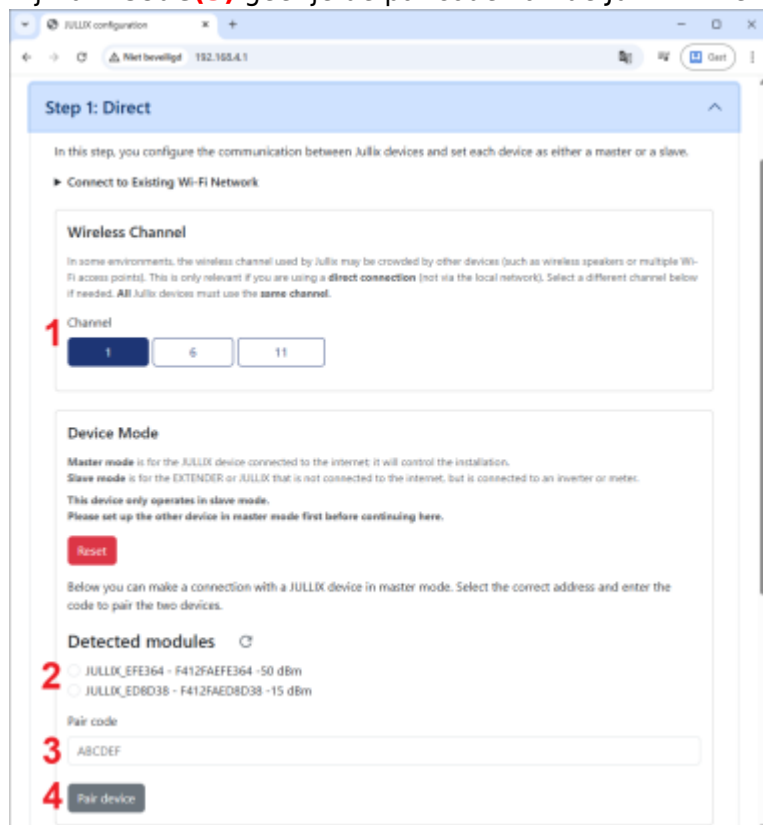 JULLIX configuration
Niet beveiligd 192.168.4.1 Gast
Step 1: Direct
In this step, you configure the communication between Jullix devices and set each device as either a master or a slave.
Connect to Existing Wi-Fi Network
Wireless Channel
In some environments, the wireless channel used by Jullix may be crowded by other devices (such as wireless speakers or multiple Wi-
Fi access points). This is only relevant if you are using a direct connection (not via the local network). Select a different channel below
if needed. All Jullix devices must use the same channel.
Channel
1
1 6 11
Device Mode
Master mode is for the JULLIX device connected to the internet; it will control the installation.
Slave mode is for the EXTENDER or JULLIX that is not connected to the internet, but is connected to an inverter or meter.
This device only operates in slave mode.
Please set up the other device in master mode first before continuing here.
Reset
Below you can make a connection with a JULLIX device in master mode. Select the correct address and enter the
code to pair the two devices.
Detected modules
2
JULLIX_EFE364 - F412FAEFE364 -50 dBm
JULLIX_ED8D38 - F412FAED8D38 -15 dBm
Pair code
3 ABCDEF
4 Pair device